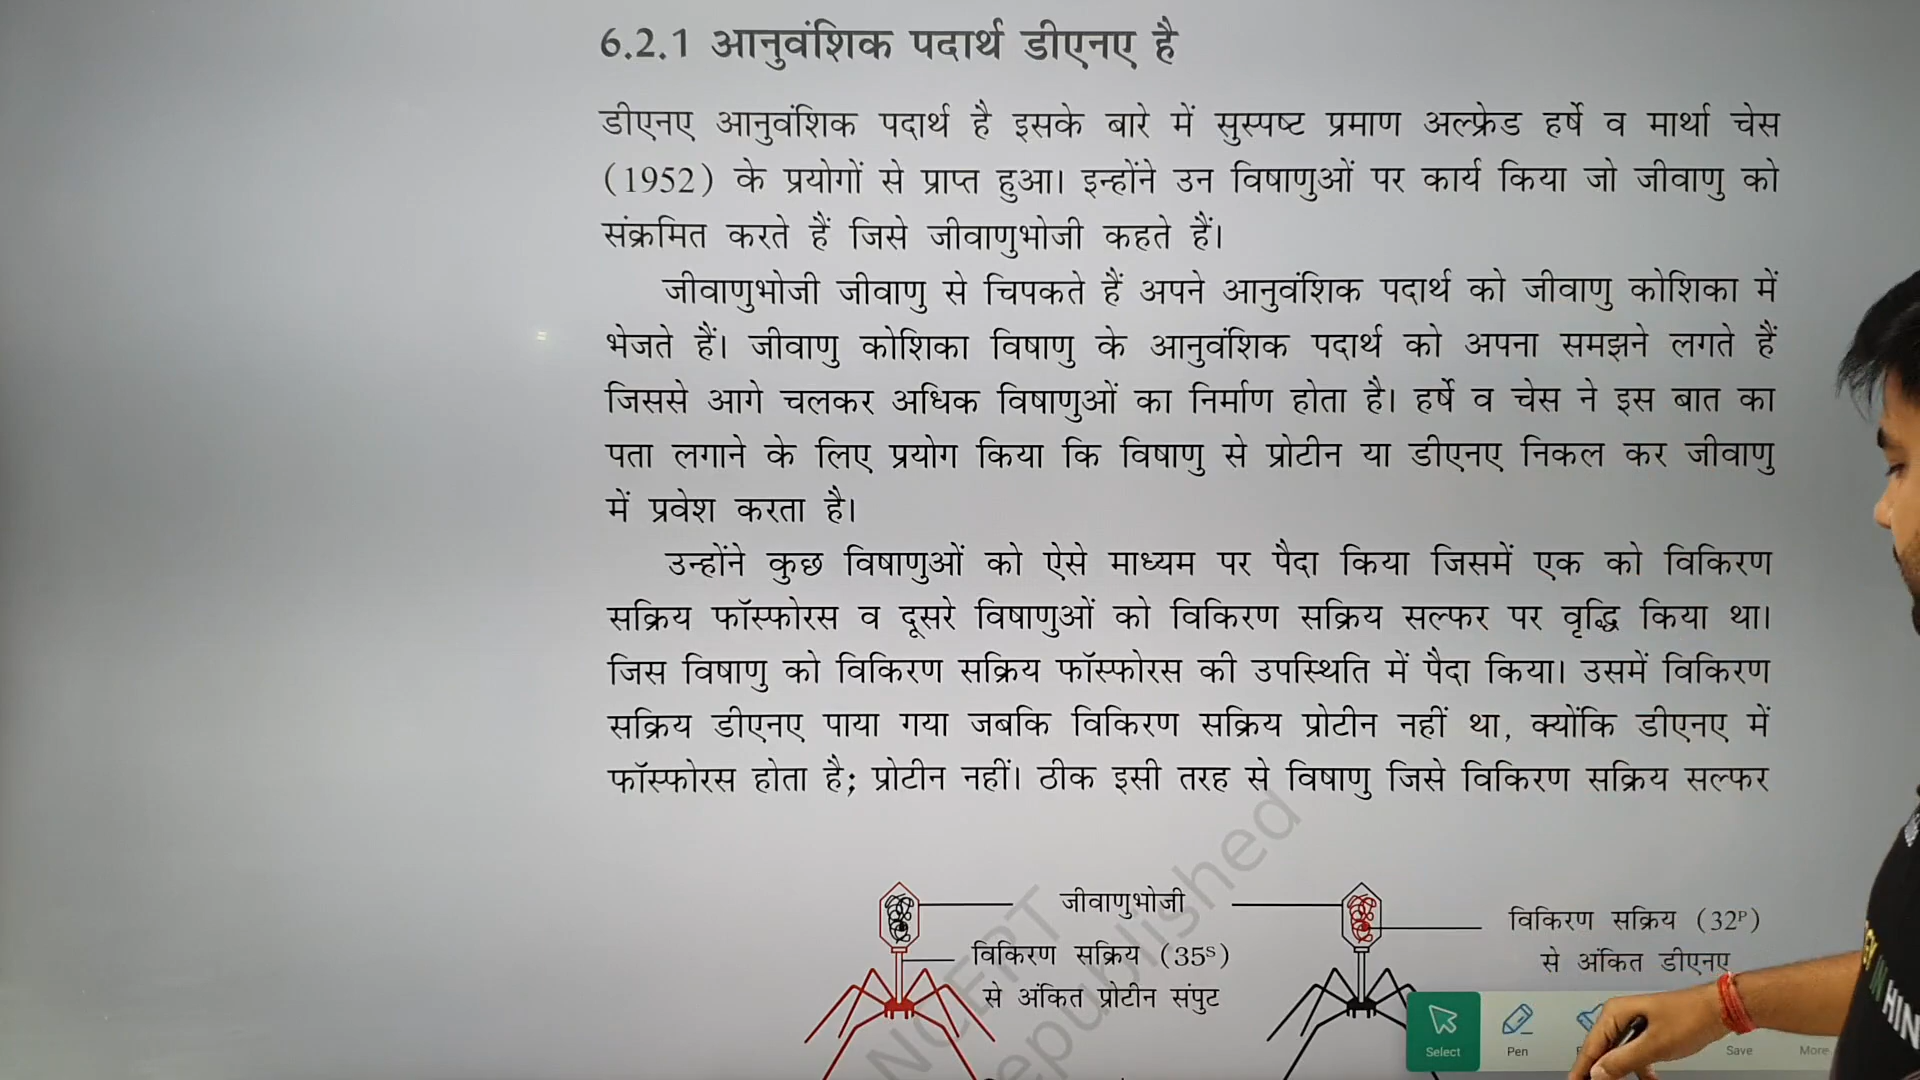 6.2.1 आनुवंशिक पदार्थ डीएनए है
डीएनए आनुवंशिक पदार्थ है इसके बारे में सुस्पष्ट प्रमाण अल्फ्रेड हर्षे व मार्था चेस
(1952) के प्रयोगों से प्राप्त हुआ। इन्होंने उन विषाणुओं पर कार्य किया जो जीवाणु को
संक्रमित करते हैं जिसे जीवाणुभोजी कहते हैं।
जीवाणुभोजी जीवाणु से चिपकते हैं अपने आनुवंशिक पदार्थ को जीवाणु कोशिका में
भेजते हैं। जीवाणु कोशिका विषाणु के आनुवंशिक पदार्थ को अपना समझने लगते हैं
जिससे आगे चलकर अधिक विषाणुओं का निर्माण होता है। हर्षे व चेस ने इस बात का
पता लगाने के लिए प्रयोग किया कि विषाणु से प्रोटीन या डीएनए निकल कर जीवाणु
में प्रवेश करता है।
उन्होंने कुछ विषाणुओं को ऐसे माध्यम पर पैदा किया जिसमें एक को विकिरण
सक्रिय फॉस्फोरस व दूसरे विषाणुओं को विकिरण सक्रिय सल्फर पर वृद्धि किया था।
जिस विषाणु को विकिरण सक्रिय फॉस्फोरस की उपस्थिति में पैदा किया। उसमें विकिरण
सक्रिय डीएनए पाया गया जबकि विकिरण सक्रिय प्रोटीन नहीं था, क्योंकि डीएनए में
फॉस्फोरस होता है; प्रोटीन नहीं। ठीक इसी तरह से विषाणु जिसे विकिरण सक्रिय सल्फर
जीवाणुभोजी
विकिरण सक्रिय (32ᴾ)
से अंकित डीएनए
विकिरण सक्रिय (35ˢ)
से अंकित प्रोटीन संपुट
NCERT
republished
Select
Pen
Save
More